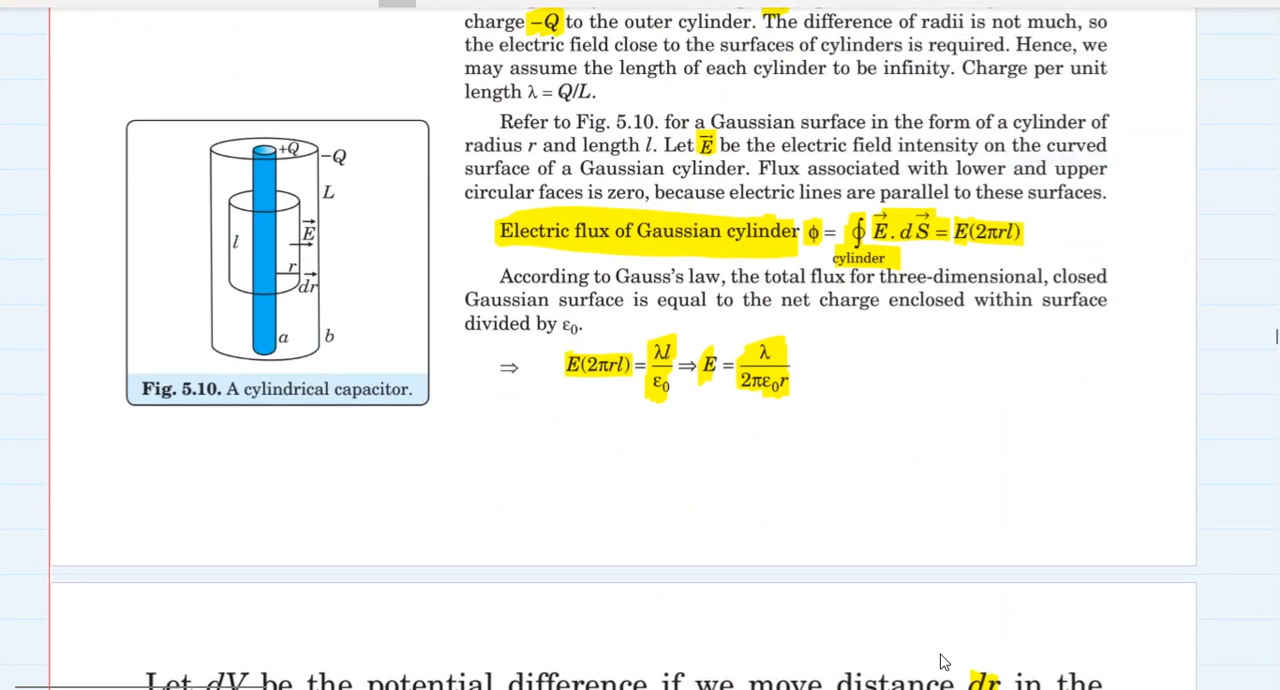 charge –Q to the outer cylinder. The difference of radii is not much, so
the electric field close to the surfaces of cylinders is required. Hence, we
may assume the length of each cylinder to be infinity. Charge per unit
length λ = Q/L.
Refer to Fig. 5.10. for a Gaussian surface in the form of a cylinder of
radius r and length l. Let E⃗ be the electric field intensity on the curved
surface of a Gaussian cylinder. Flux associated with lower and upper
circular faces is zero, because electric lines are parallel to these surfaces.
Electric flux of Gaussian cylinder ϕ = ∮ E⃗ . dS⃗ = E(2πrl)
cylinder
According to Gauss's law, the total flux for three-dimensional, closed
Gaussian surface is equal to the net charge enclosed within surface
divided by ε₀.
⇒ E(2πrl) = λl/ε₀ ⇒ E = λ/2πε₀r
+Q
–Q
L
l
E⃗
r
dr⃗
a
b
Fig. 5.10. A cylindrical capacitor.
Let dV be the potential difference if we move distance dr in the